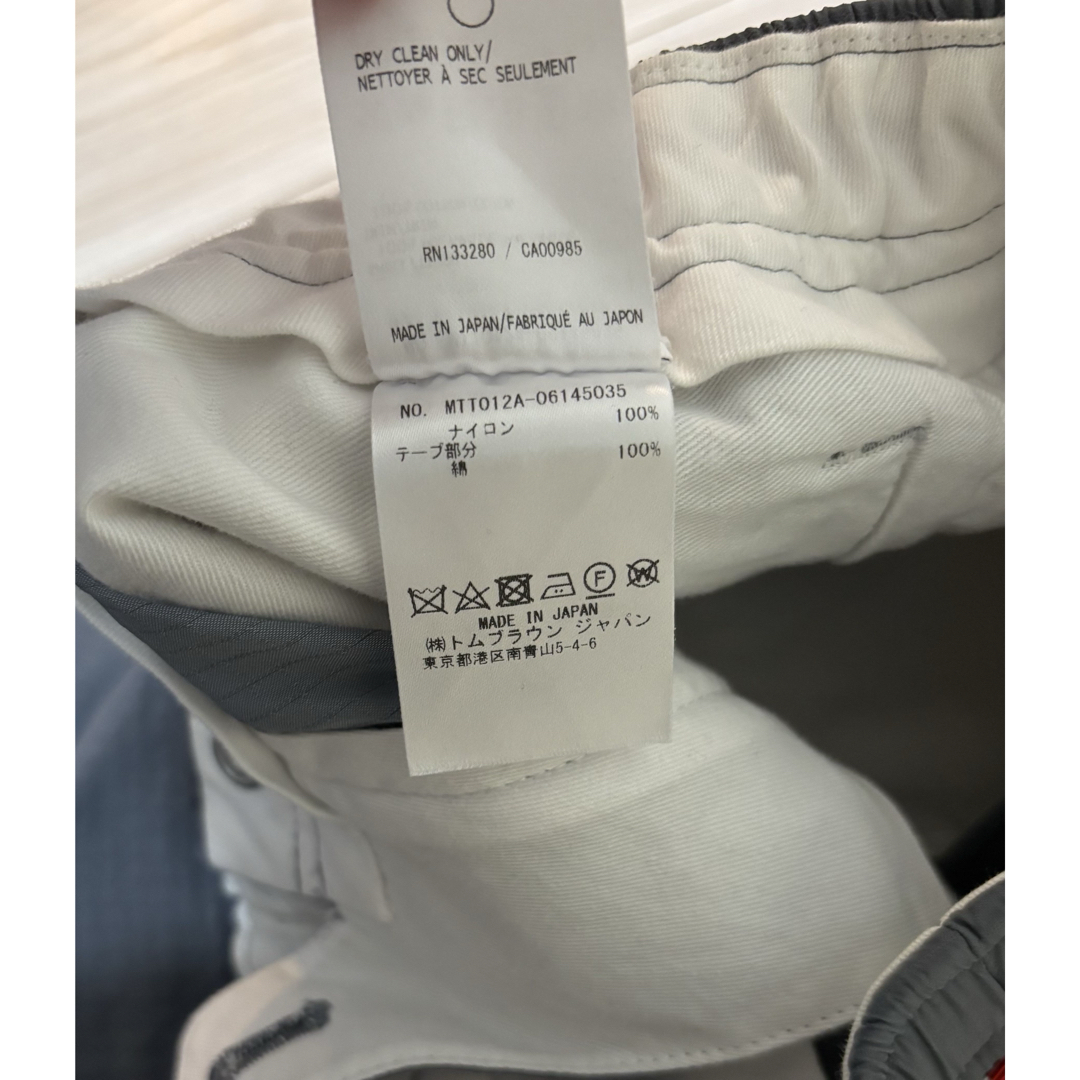 DRY CLEAN ONLY/
NETTOYER À SEC SEULEMENT
RN133280 / CA00985
MADE IN JAPAN/FABRIQUÉ AU JAPON
NO. MTT012A-06145035
ナイロン 100%
テープ部分
綿 100%
F W
MADE IN JAPAN
㈱トムブラウン ジャパン
東京都港区南青山5-4-6